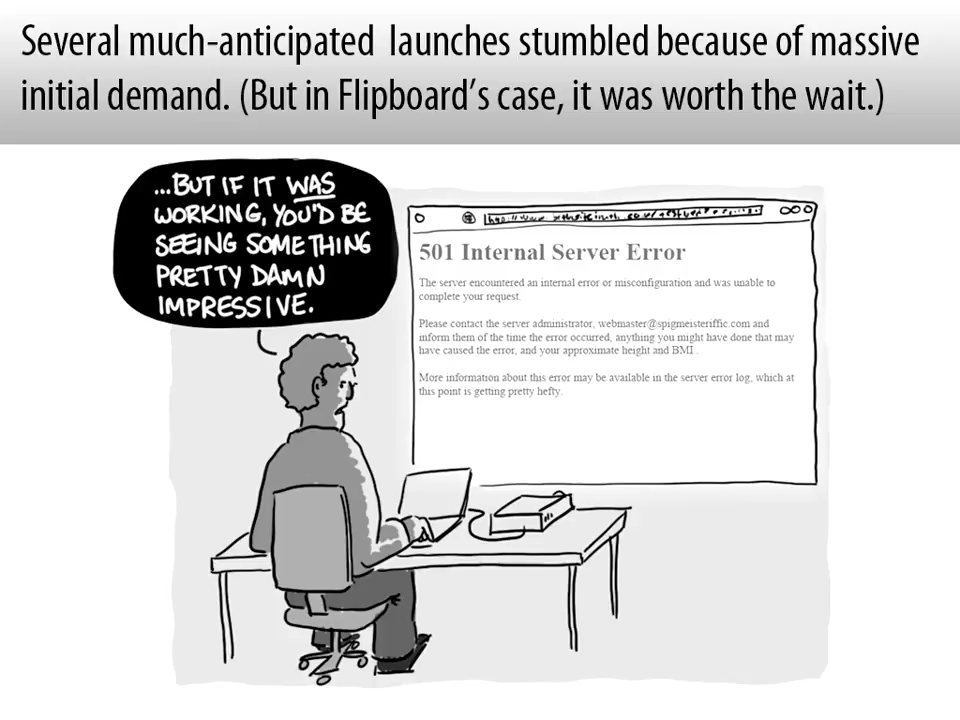 Several much-anticipated launches stumbled because of massive
initial demand. (But in Flipboard's case, it was worth the wait.)
...BUT IF IT WAS
WORKING, YOU'D BE
SEEING SOMETHING
PRETTY DAMN
IMPRESSIVE.
501 Internal Server Error
The server encountered an internal error or misconfiguration and was unable to
complete your request.
Please contact the server administrator, webmaster@spigmeisteriffic.com and
inform them of the time the error occurred, anything you might have done that may
have caused the error, and your approximate height and BMI.
More information about this error may be available in the server error log, which at
this point is getting pretty hefty.